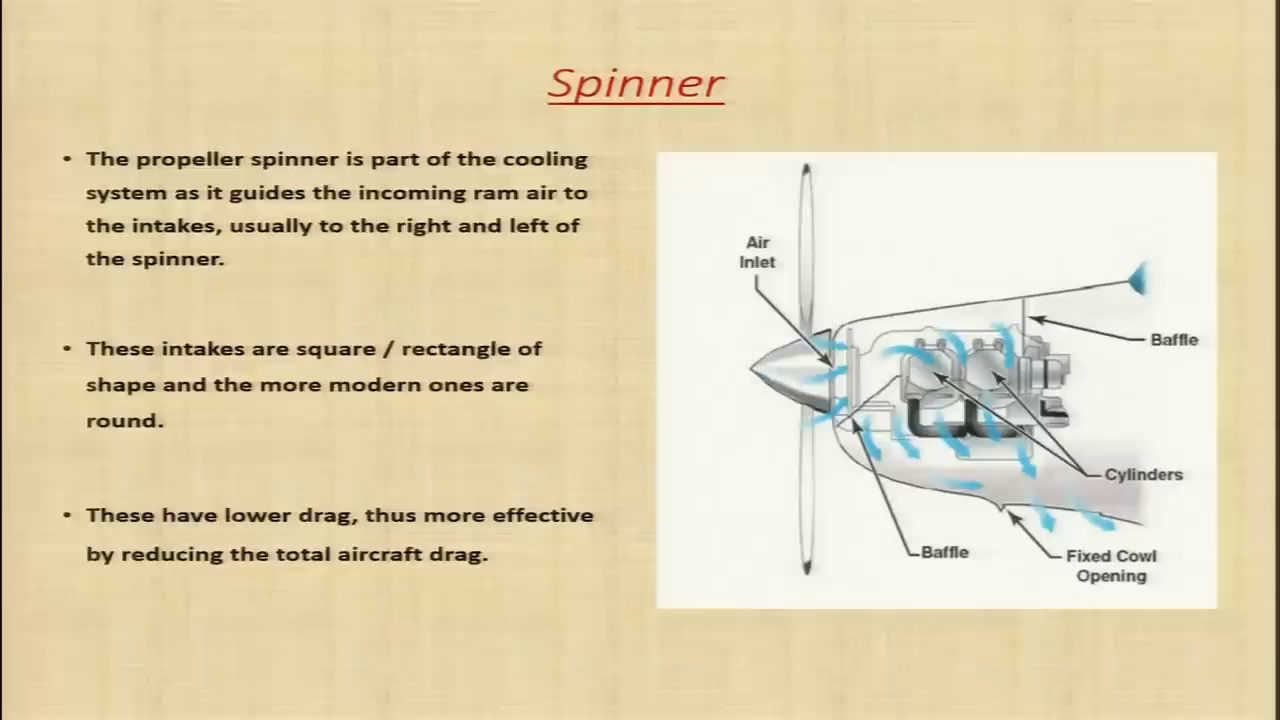 Spinner
• The propeller spinner is part of the cooling
system as it guides the incoming ram air to
the intakes, usually to the right and left of
the spinner.
• These intakes are square / rectangle of
shape and the more modern ones are
round.
• These have lower drag, thus more effective
by reducing the total aircraft drag.
Air
Inlet
Baffle
Cylinders
Baffle
Fixed Cowl
Opening